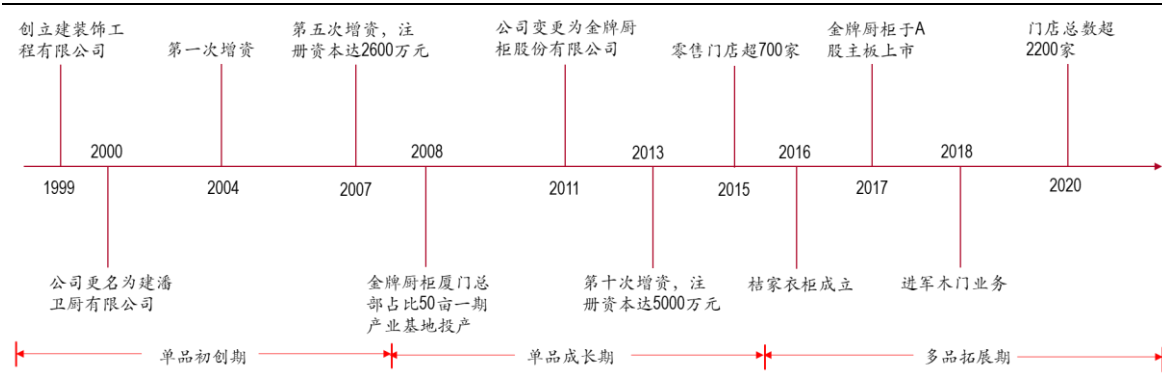 创立建装饰工
程有限公司
第一次增资
第五次增资，注
册资本达2600万元
公司变更为金牌厨
柜股份有限公司
零售门店超700家
金牌厨柜于A
股主板上市
门店总数超
2200家
2000
2008
2013
2016
2018
1999
2004
2007
2011
2015
2017
2020
公司更名为建潘
卫厨有限公司
金牌厨柜厦门总
部占比50亩一期
产业基地投产
第十次增资，注
册资本达5000万元
桔家衣柜成立
进军木门业务
单品初创期
单品成长期
多品拓展期